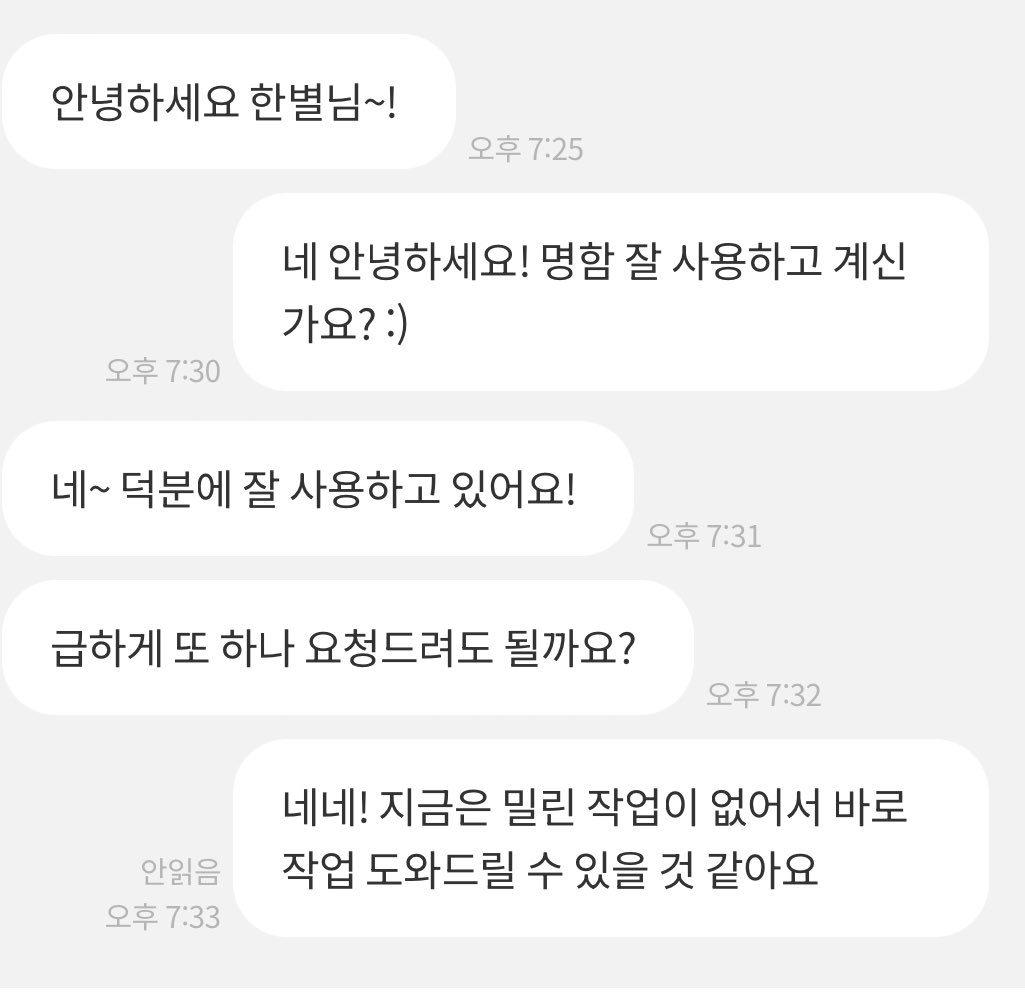 안녕하세요 한별님~!
오후 7:25
네 안녕하세요! 명함 잘 사용하고 계신
가요? :)
오후 7:30
네~ 덕분에 잘 사용하고 있어요!
오후 7:31
급하게 또 하나 요청드려도 될까요?
오후 7:32
네네! 지금은 밀린 작업이 없어서 바로
작업 도와드릴 수 있을 것 같아요
안읽음
오후 7:33